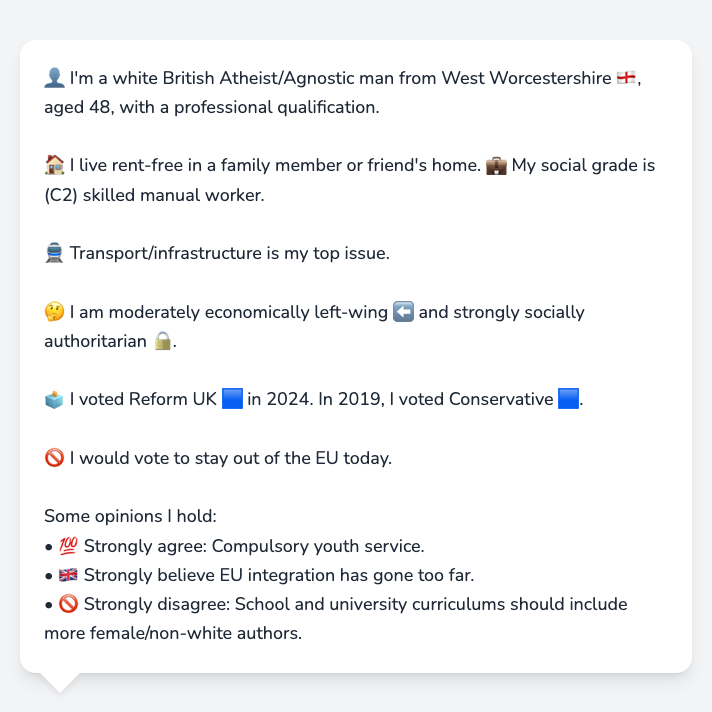 👤 I'm a white British Atheist/Agnostic man from West Worcestershire 🏴󠁧󠁢󠁥󠁮󠁧󠁿,
aged 48, with a professional qualification.
🏠 I live rent-free in a family member or friend's home. 💼 My social grade is
(C2) skilled manual worker.
🚆 Transport/infrastructure is my top issue.
🤔 I am moderately economically left-wing ⬅️ and strongly socially
authoritarian 🔒.
🗳️ I voted Reform UK 🟦 in 2024. In 2019, I voted Conservative 🟦.
🚫 I would vote to stay out of the EU today.
Some opinions I hold:
• 💯 Strongly agree: Compulsory youth service.
• 🇬🇧 Strongly believe EU integration has gone too far.
• 🚫 Strongly disagree: School and university curriculums should include
more female/non-white authors.